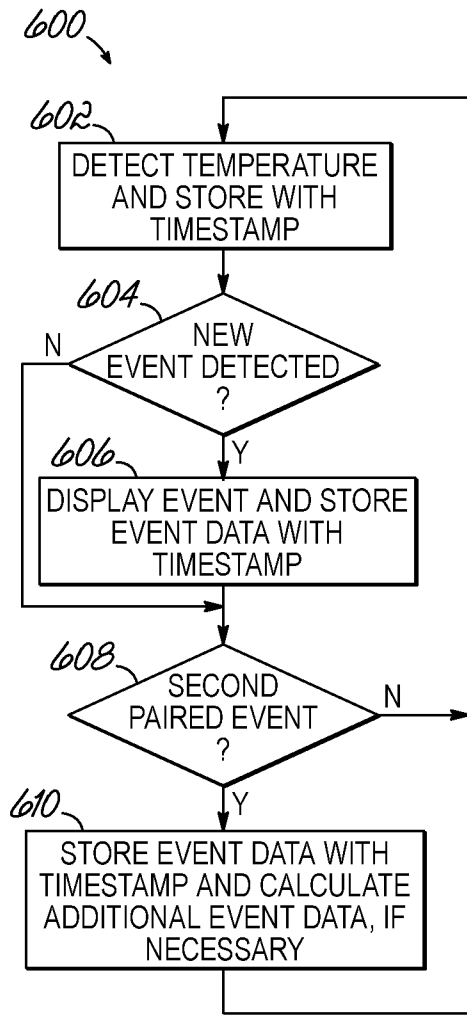 600
602
DETECT TEMPERATURE
AND STORE WITH
TIMESTAMP
604
N
NEW
EVENT DETECTED
?
Y
606
DISPLAY EVENT AND STORE
EVENT DATA WITH
TIMESTAMP
608
SECOND
PAIRED EVENT
?
N
Y
610
STORE EVENT DATA WITH
TIMESTAMP AND CALCULATE
ADDITIONAL EVENT DATA, IF
NECESSARY